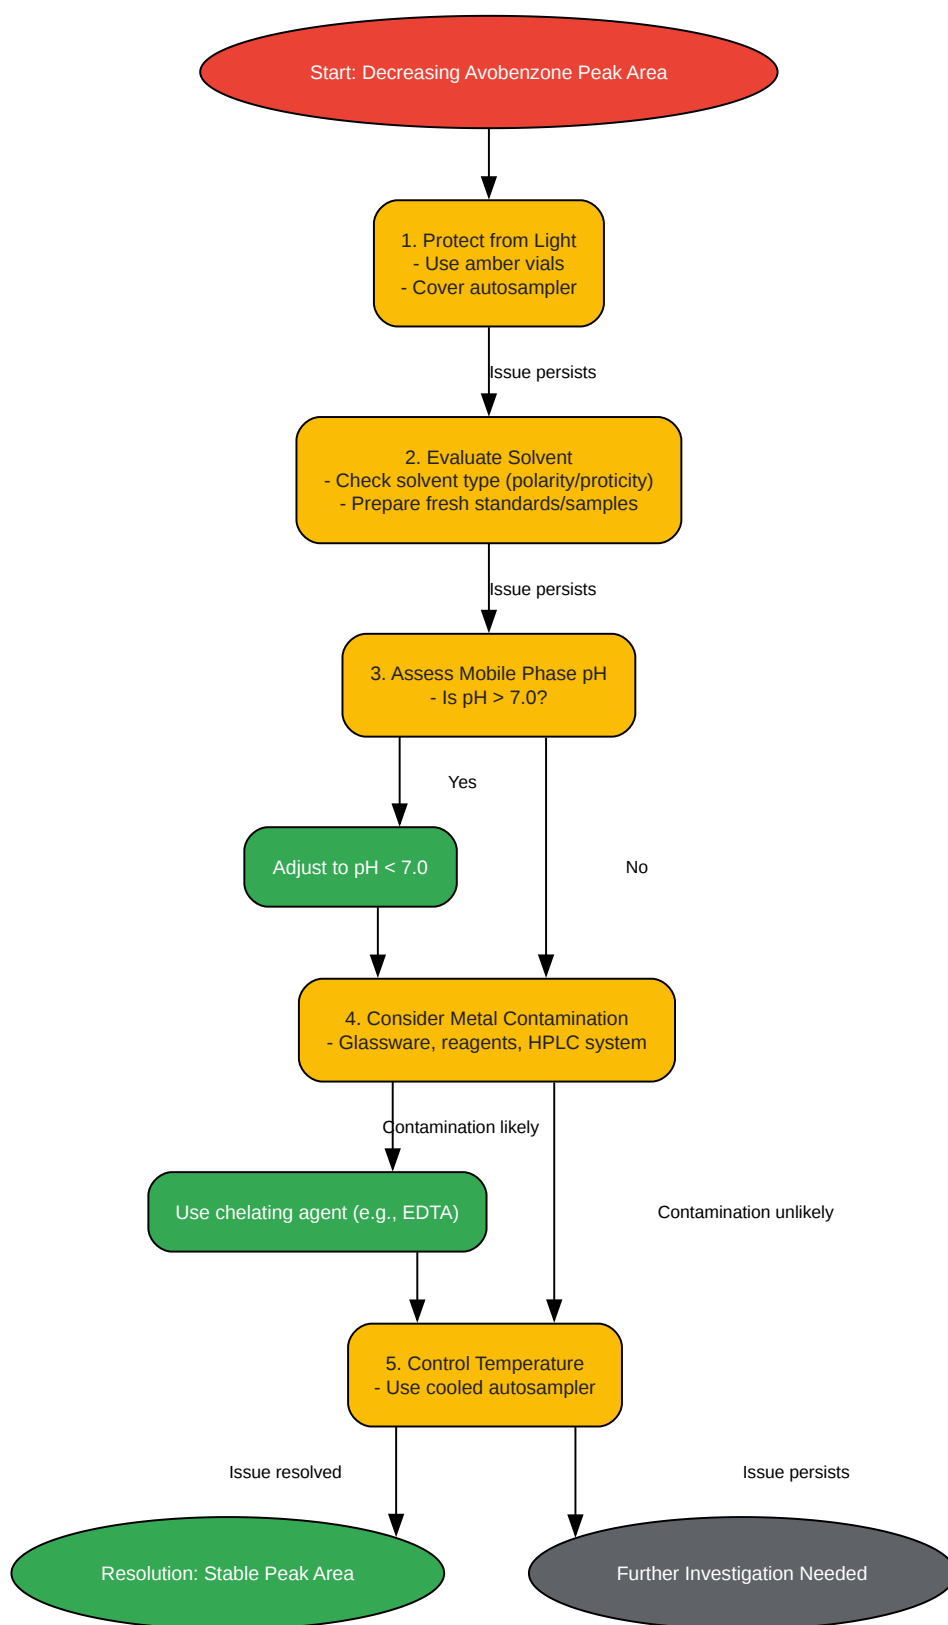 Start: Decreasing Avobenzone Peak Area
1. Protect from Light
- Use amber vials
- Cover autosampler
Issue persists
2. Evaluate Solvent
- Check solvent type (polarity/proticity)
- Prepare fresh standards/samples
Issue persists
3. Assess Mobile Phase pH
- Is pH > 7.0?
Yes
Adjust to pH < 7.0
No
4. Consider Metal Contamination
- Glassware, reagents, HPLC system
Contamination likely
Use chelating agent (e.g., EDTA)
Contamination unlikely
5. Control Temperature
- Use cooled autosampler
Issue resolved
Issue persists
Resolution: Stable Peak Area
Further Investigation Needed